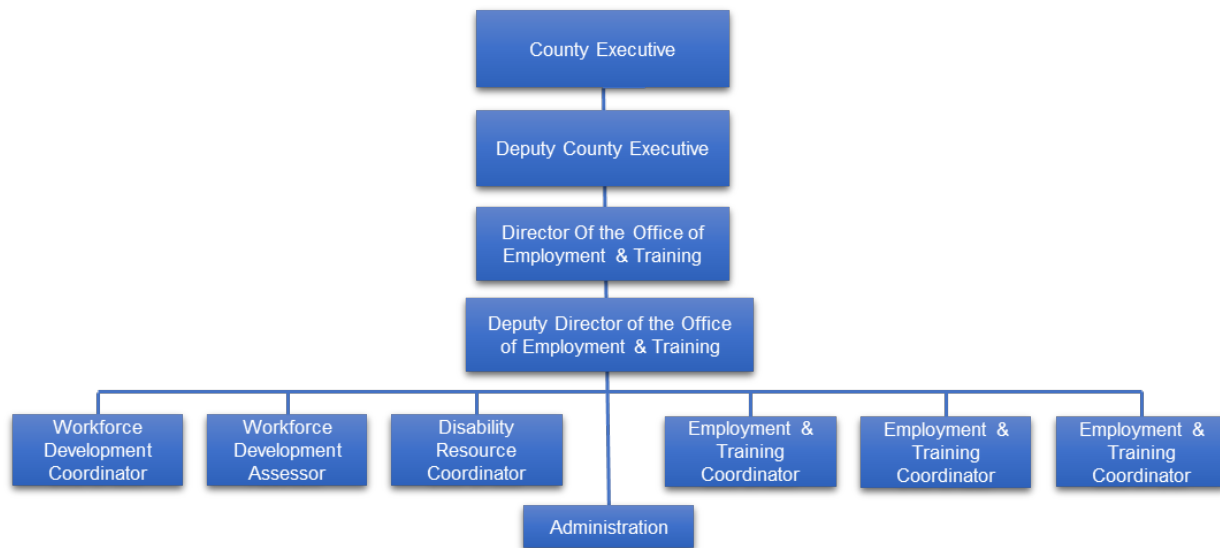 County Executive
Deputy County Executive
Director Of the Office of
Employment & Training
Deputy Director of the Office
of Employment & Training
Workforce
Development
Coordinator
Workforce
Development
Assessor
Disability
Resource
Coordinator
Employment &
Training
Coordinator
Employment &
Training
Coordinator
Employment &
Training
Coordinator
Administration